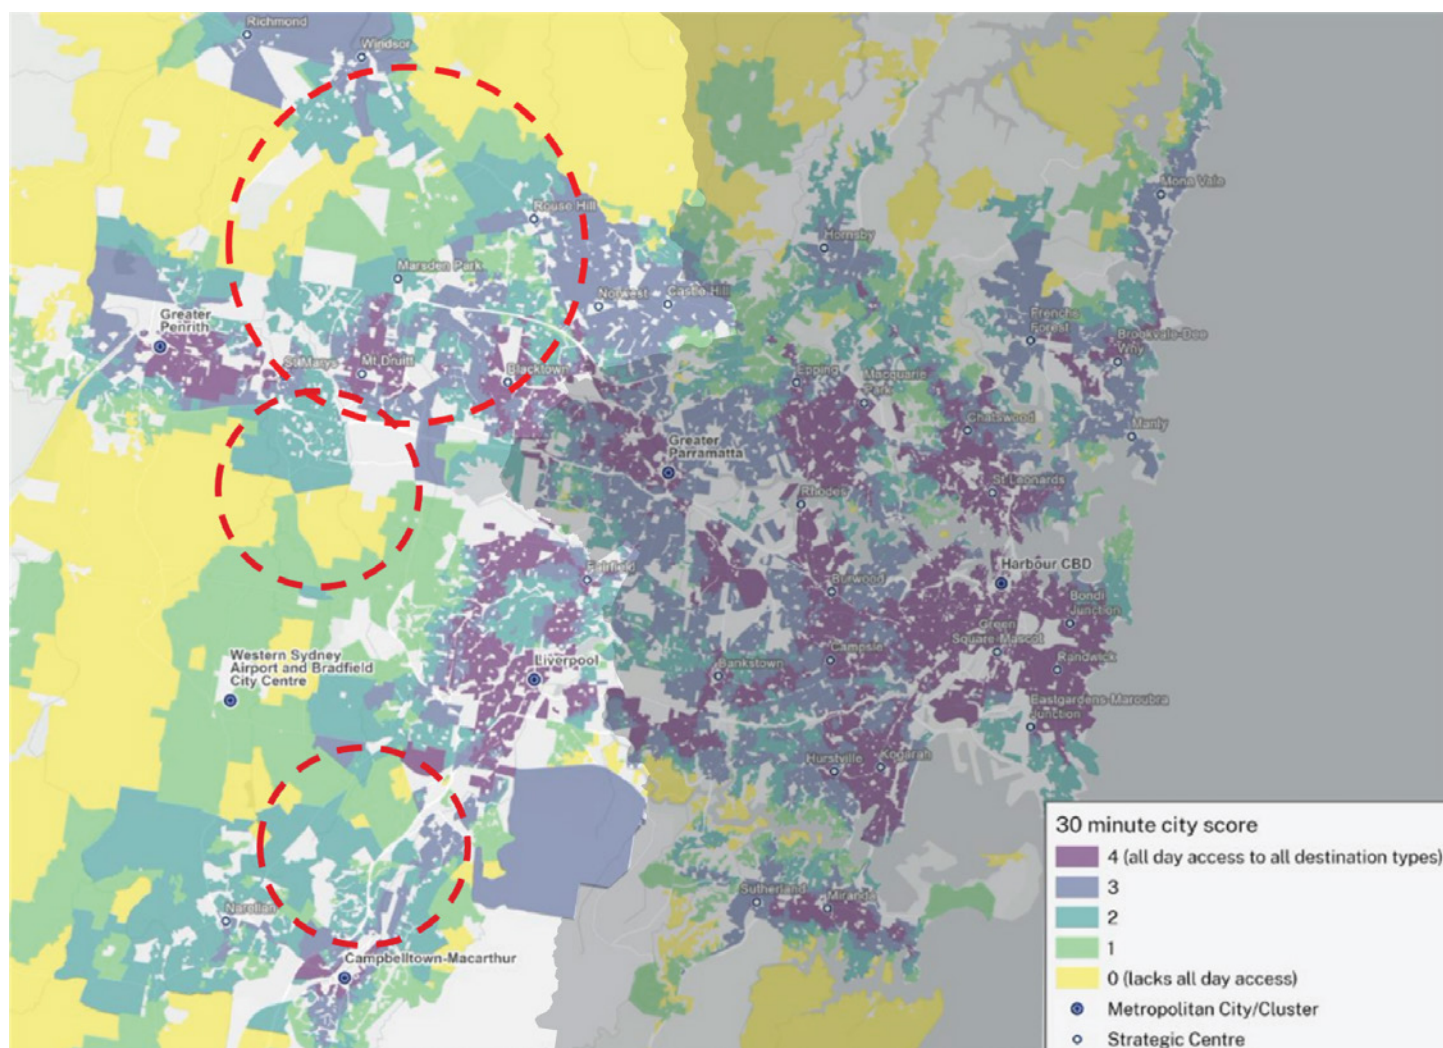 Richmond
Windsor
Mona Vale
Rouse Hill
Hornsby
Marsden Park
Norwest
Castle Hill
Greater
Penrith
Frenchs
Forest
Brookvale-Dee
Why
St Marys
Mt Druitt
Blacktown
Epping
Macquarie
Park
Chatswood
Manly
Greater
Parramatta
St Leonards
Rhodes
Fairfield
Burwood
Harbour CBD
Bondi
Junction
Green
Square-Mascot
Western Sydney
Airport and Bradfield
City Centre
Liverpool
Bankstown
Campsie
Randwick
Eastgardens-Maroubra
Junction
Hurstville
Kogarah
Narellan
Sutherland
Miranda
Campbelltown-Macarthur
30 minute city score
4 (all day access to all destination types)
3
2
1
0 (lacks all day access)
Metropolitan City/Cluster
Strategic Centre